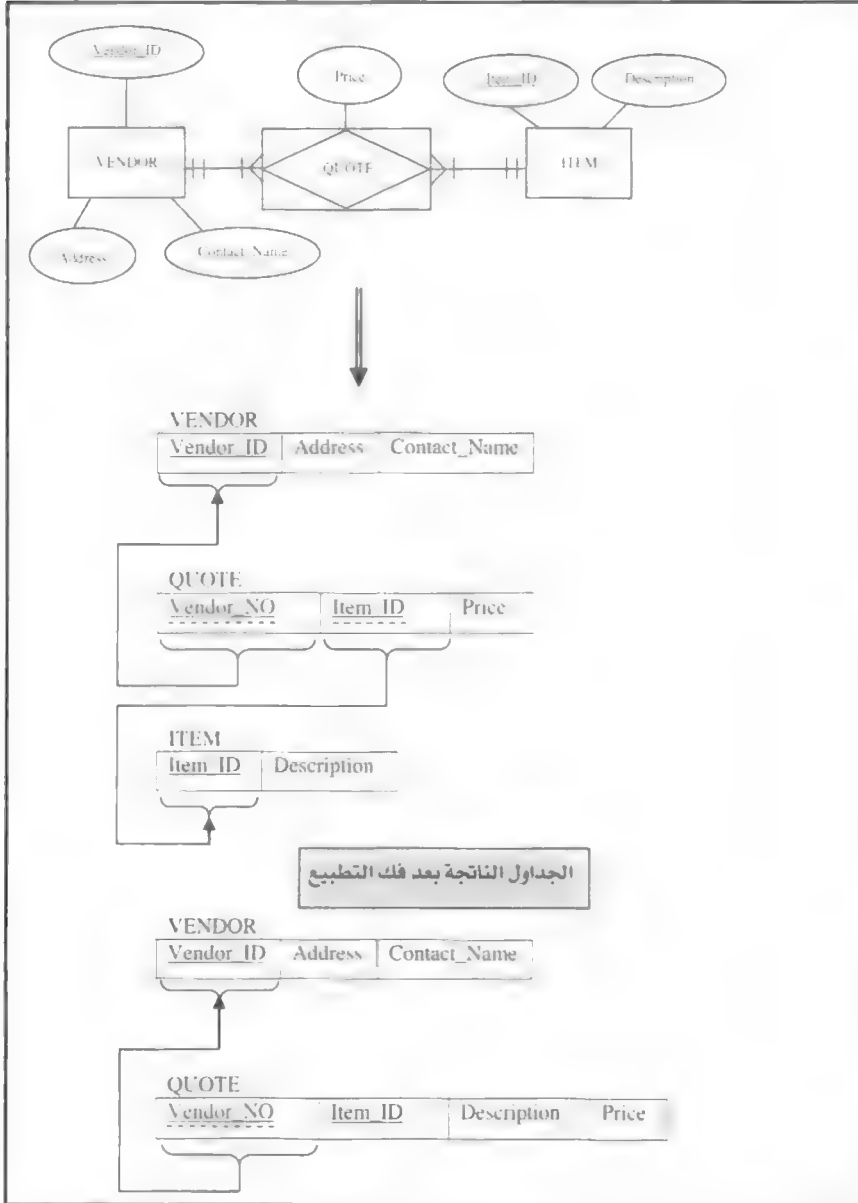 Vendor_ID
Price
Item_ID
Description
VENDOR
QUOTE
ITEM
Address
Contact_Name
VENDOR
Vendor_ID Address Contact_Name
QUOTE
Vendor_NO Item_ID Price
ITEM
Item_ID Description
الجداول الناتجة بعد فك التطبيع
VENDOR
Vendor_ID Address Contact_Name
QUOTE
Vendor_NO Item_ID Description Price